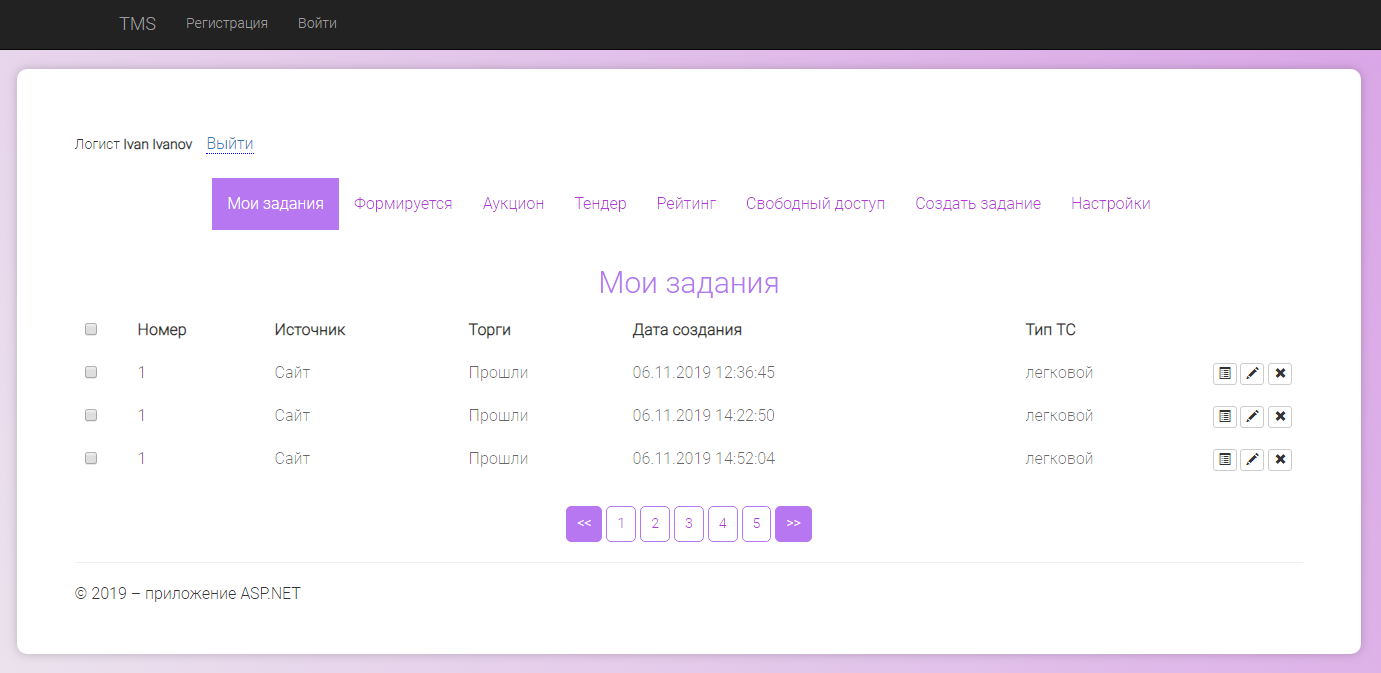 TMS Регистрация Войти
Логист Ivan Ivanov Выйти
Мои задания Формируется Аукцион Тендер Рейтинг Свободный доступ Создать задание Настройки
Мои задания
Номер Источник Торги Дата создания Тип ТС
1 Сайт Прошли 06.11.2019 12:36:45 легковой
1 Сайт Прошли 06.11.2019 14:22:50 легковой
1 Сайт Прошли 06.11.2019 14:52:04 легковой
<< 1 2 3 4 5 >>
© 2019 – приложение ASP.NET